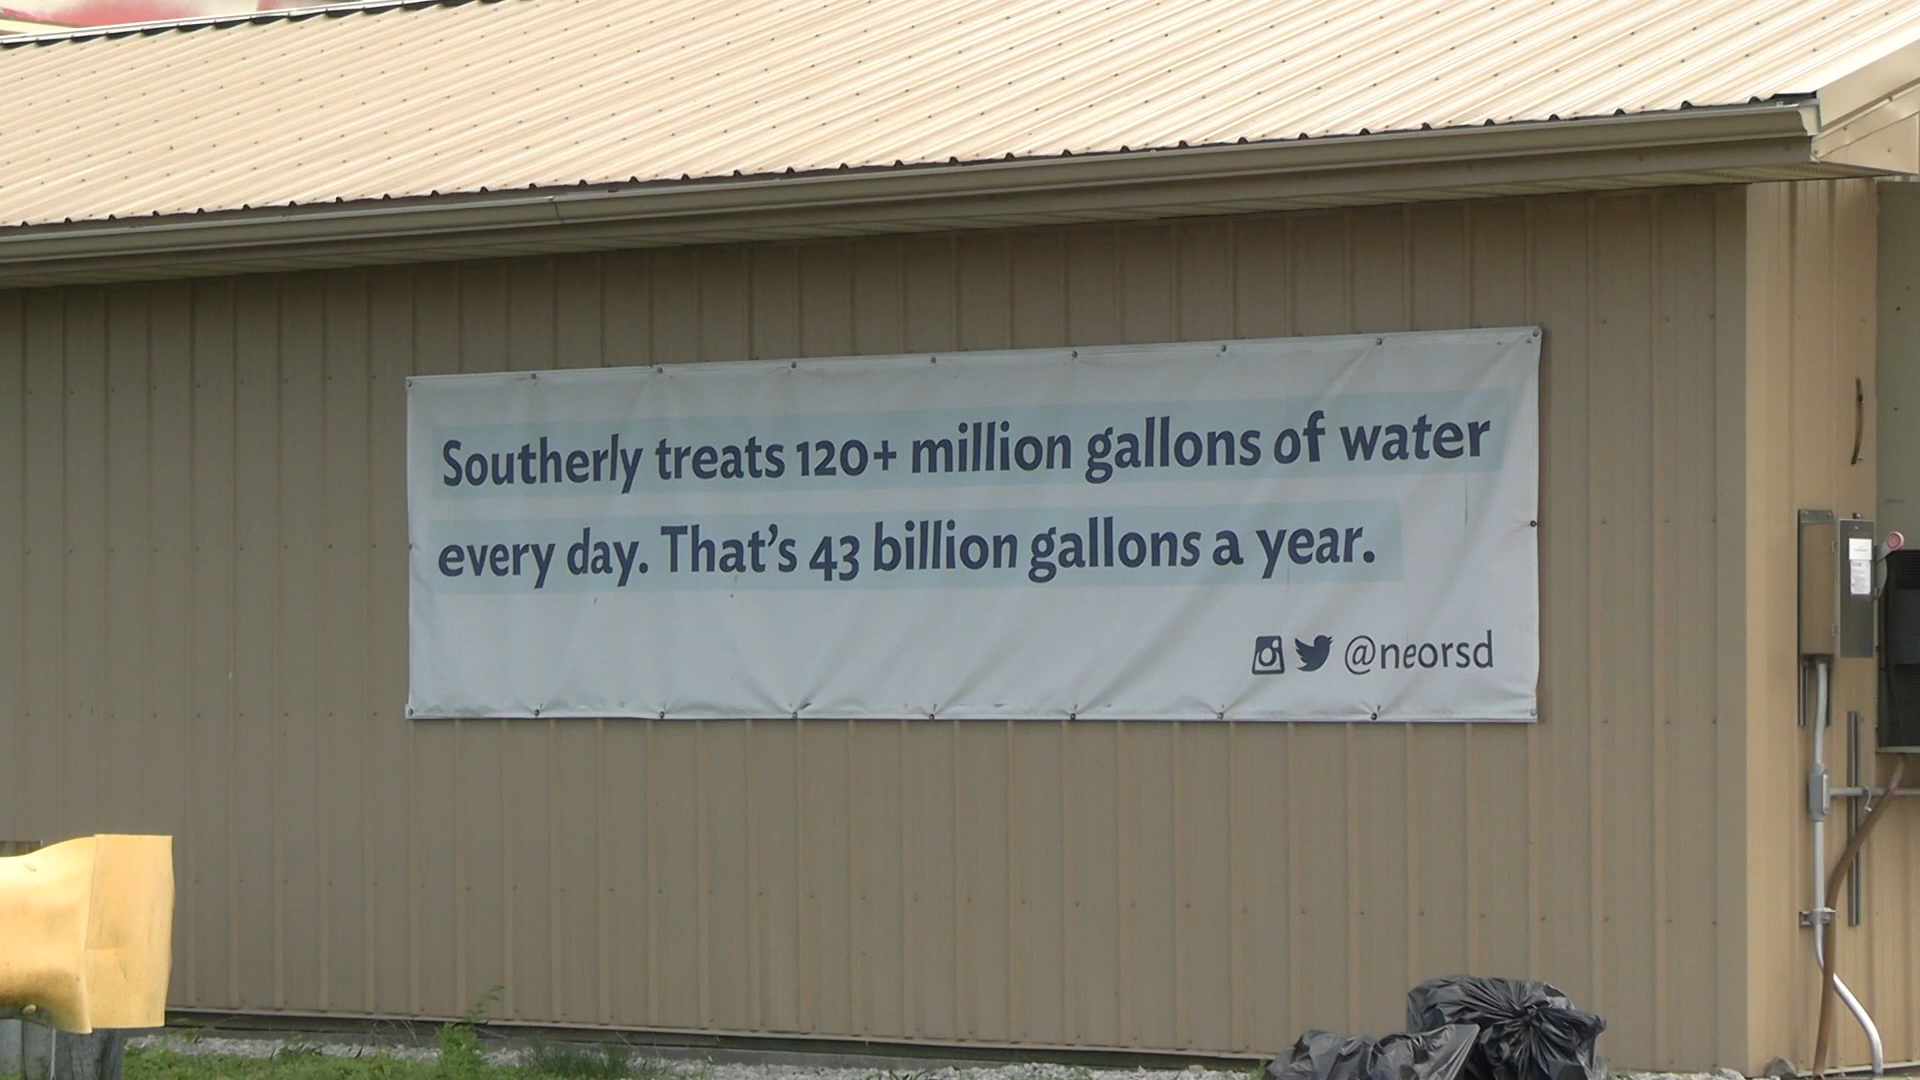 Southerly treats 120+ million gallons of water
every day. That's 43 billion gallons a year.
@neorsd